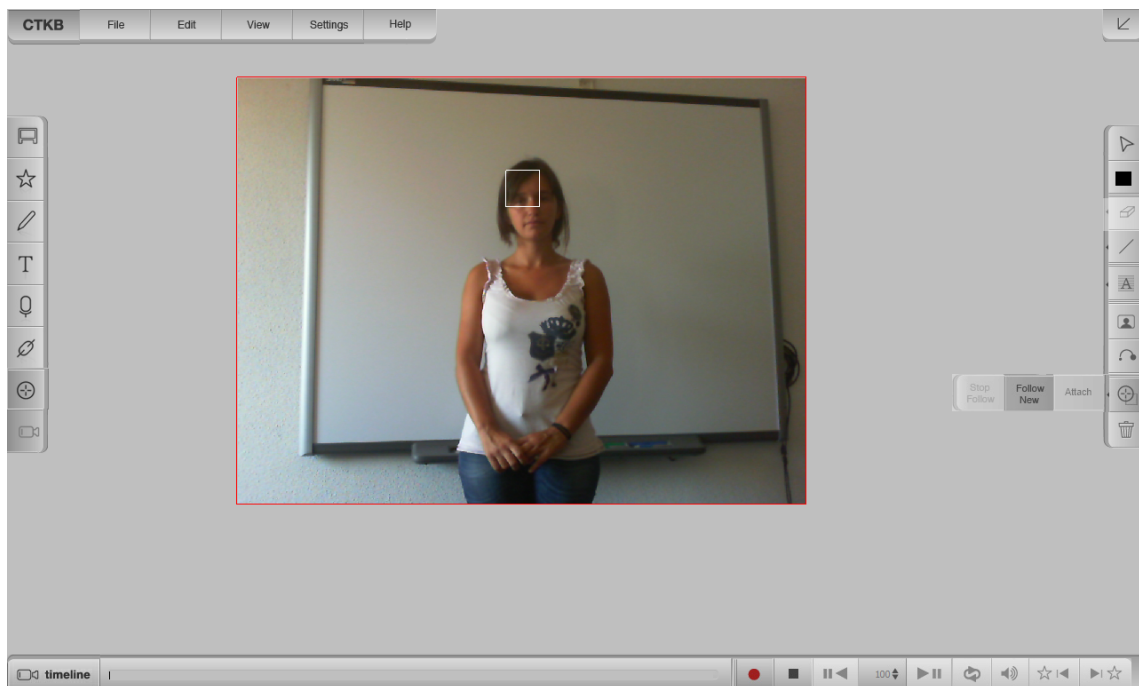 CTKB File Edit View Settings Help
T
A
Stop Follow
Follow New
Attach
timeline
100